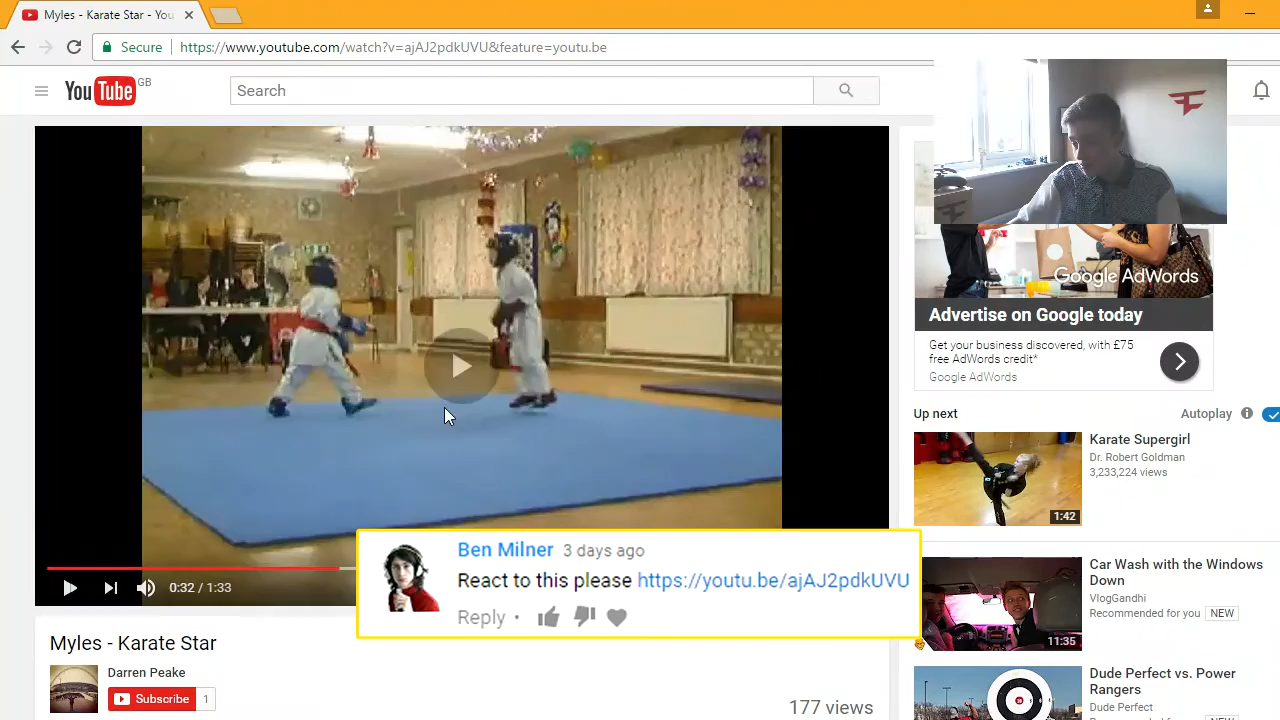 Myles - Karate Star - You
Secure
https://www.youtube.com/watch?v=ajAJ2pdkUVU&feature=youtu.be
YouTube GB
Search
Google AdWords
Advertise on Google today
Get your business discovered, with £75
free AdWords credit*
Google AdWords
Up next
Autoplay
Karate Supergirl
Dr. Robert Goldman
3,233,224 views
1:42
Car Wash with the Windows
Down
VlogGandhi
Recommended for you NEW
11:35
Dude Perfect vs. Power
Rangers
Dude Perfect
0:32 / 1:33
Ben Milner 3 days ago
React to this please https://youtu.be/ajAJ2pdkUVU
Reply •
Myles - Karate Star
Darren Peake
Subscribe 1
177 views